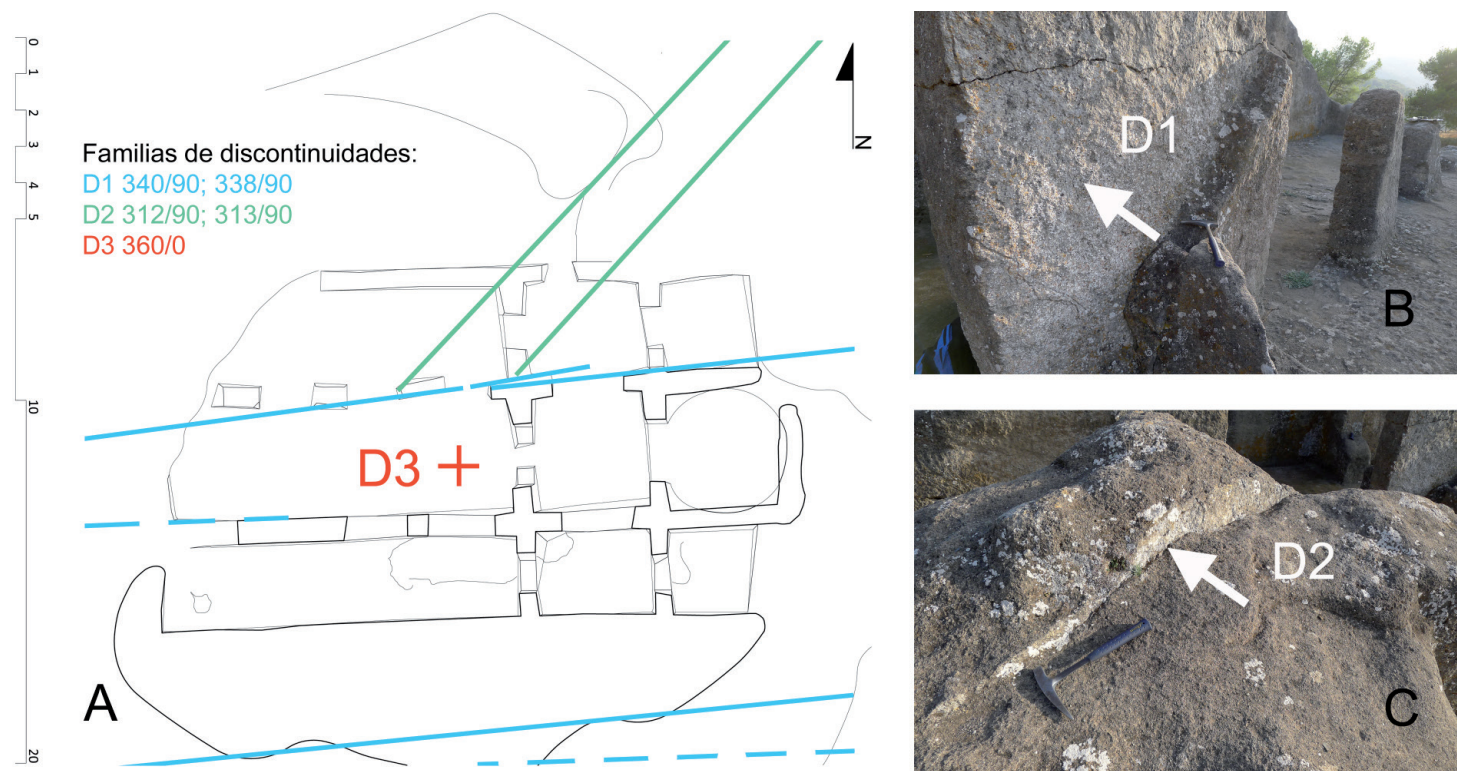 0
1
2
3
4
5
10
20
Familias de discontinuidades:
D1 340/90; 338/90
D2 312/90; 313/90
D3 360/0
N
D3
A
D1
B
D2
C